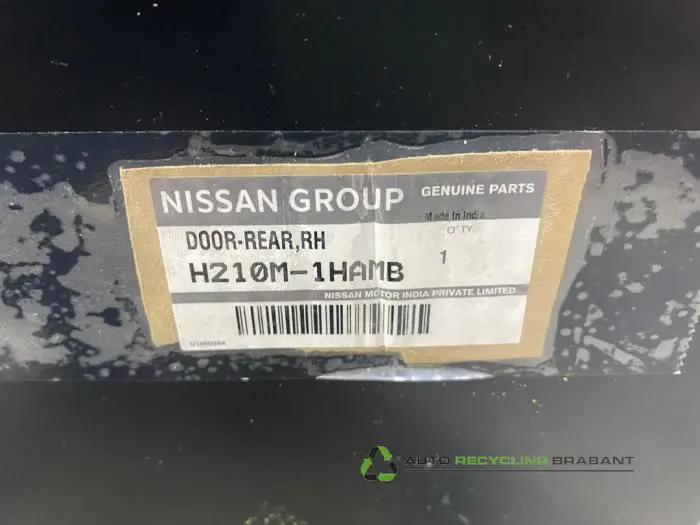 NISSAN GROUP
GENUINE PARTS
Made in India
DOOR-REAR,RH
Q'TY
H210M-1HAMB
1
NISSAN MOTOR INDIA PRIVATE LIMITED
AUTO RECYCLING BRABANT